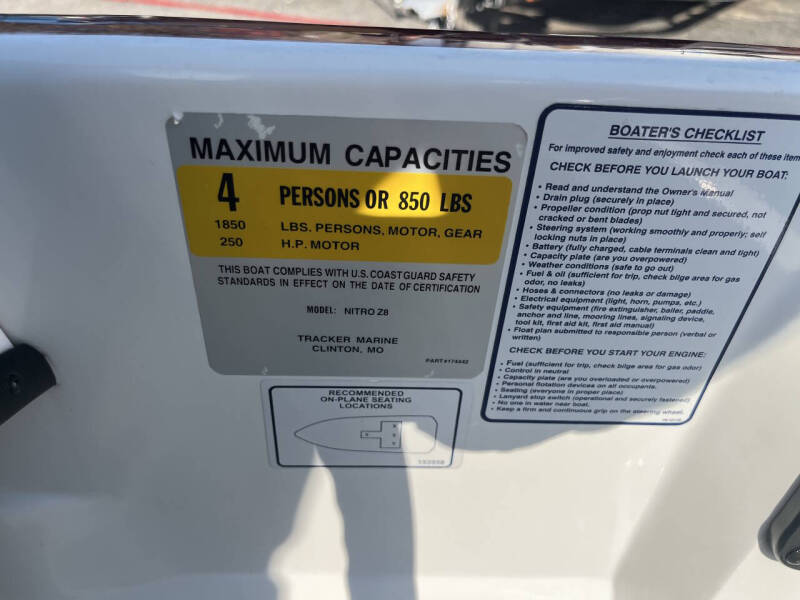 MAXIMUM CAPACITIES
4 PERSONS OR 850 LBS
1850 LBS. PERSONS, MOTOR, GEAR
250 H.P. MOTOR
THIS BOAT COMPLIES WITH U.S. COAST GUARD SAFETY
STANDARDS IN EFFECT ON THE DATE OF CERTIFICATION
MODEL: NITRO Z8
TRACKER MARINE
CLINTON, MO
PART #174442
RECOMMENDED
ON-PLANE SEATING
LOCATIONS
BOATER'S CHECKLIST
For improved safety and enjoyment check each of these item
CHECK BEFORE YOU LAUNCH YOUR BOAT:
• Read and understand the Owner's Manual
• Drain plug (securely in place)
• Propeller condition (prop nut tight and secured, not
cracked or bent blades)
• Steering system (working smoothly and properly; self
locking nuts in place)
• Battery (fully charged, cable terminals clean and tight)
• Capacity plate (are you overpowered)
• Weather conditions (safe to go out)
• Fuel & oil (sufficient for trip, check bilge area for gas
odor, no leaks)
• Hoses & connectors (no leaks or damage)
• Electrical equipment (light, horn, pumps, etc.)
• Safety equipment (fire extinguisher, bailer, paddle,
anchor and line, mooring lines, signaling device,
tool kit, first aid kit, first aid manual)
• Float plan submitted to responsible person (verbal or
written)
CHECK BEFORE YOU START YOUR ENGINE:
• Fuel (sufficient for trip, check bilge area for gas odor)
• Control in neutral
• Capacity plate (are you overloaded or overpowered)
• Personal flotation devices on all occupants.
• Seating (everyone in proper place)
• Lanyard stop switch (operational and securely fastened)
• No one in water near boat.
• Keep a firm and continuous grip on the steering wheel.